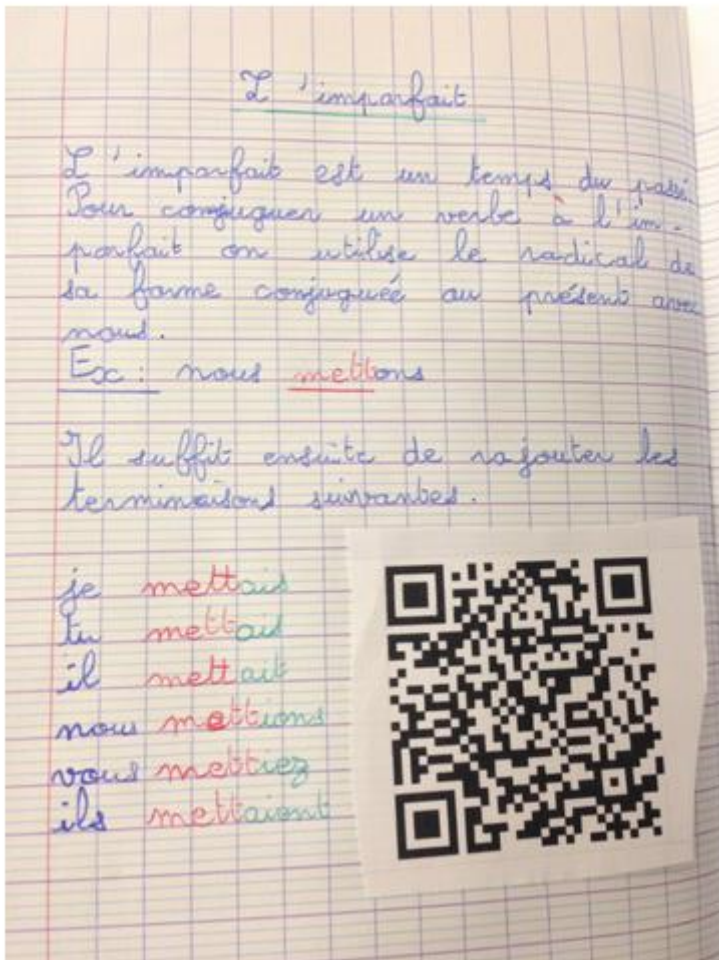 L'imparfait
L'imparfait est un temps du passé.
Pour conjuguer un verbe à l'im-
parfait on utilise le radical de
sa forme conjuguée au présent avec
nous.
Ex : nous mettons
Il suffit ensuite de rajouter les
terminaisons suivantes.
je mettais
tu mettais
il mettait
nous mettions
vous mettiez
ils mettaient